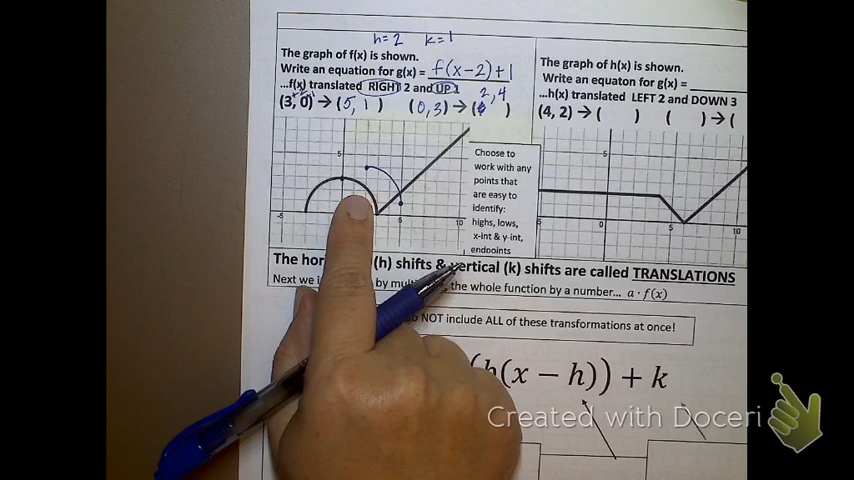 h=2 k=1
The graph of f(x) is shown.
Write an equation for g(x) = f(x-2)+1
...f(x) translated RIGHT 2 and UP 1
(3, 0) → (5, 1 ) (0, 3) → ( 2, 4 )
5
-5 5 10
Choose to
work with any
points that
are easy to
identify:
highs, lows,
x-int & y-int,
endpoints
The graph of h(x) is shown.
Write an equaton for g(x) =
...h(x) translated LEFT 2 and DOWN 3
(4, 2) → ( ) ( ) → (
5
0 5 10
The (h) shifts & vertical (k) shifts are called TRANSLATIONS
Next we by the whole function by a number... a · f(x)
NOT include ALL of these transformations at once!
(x − h)) + k
Created with Doceri